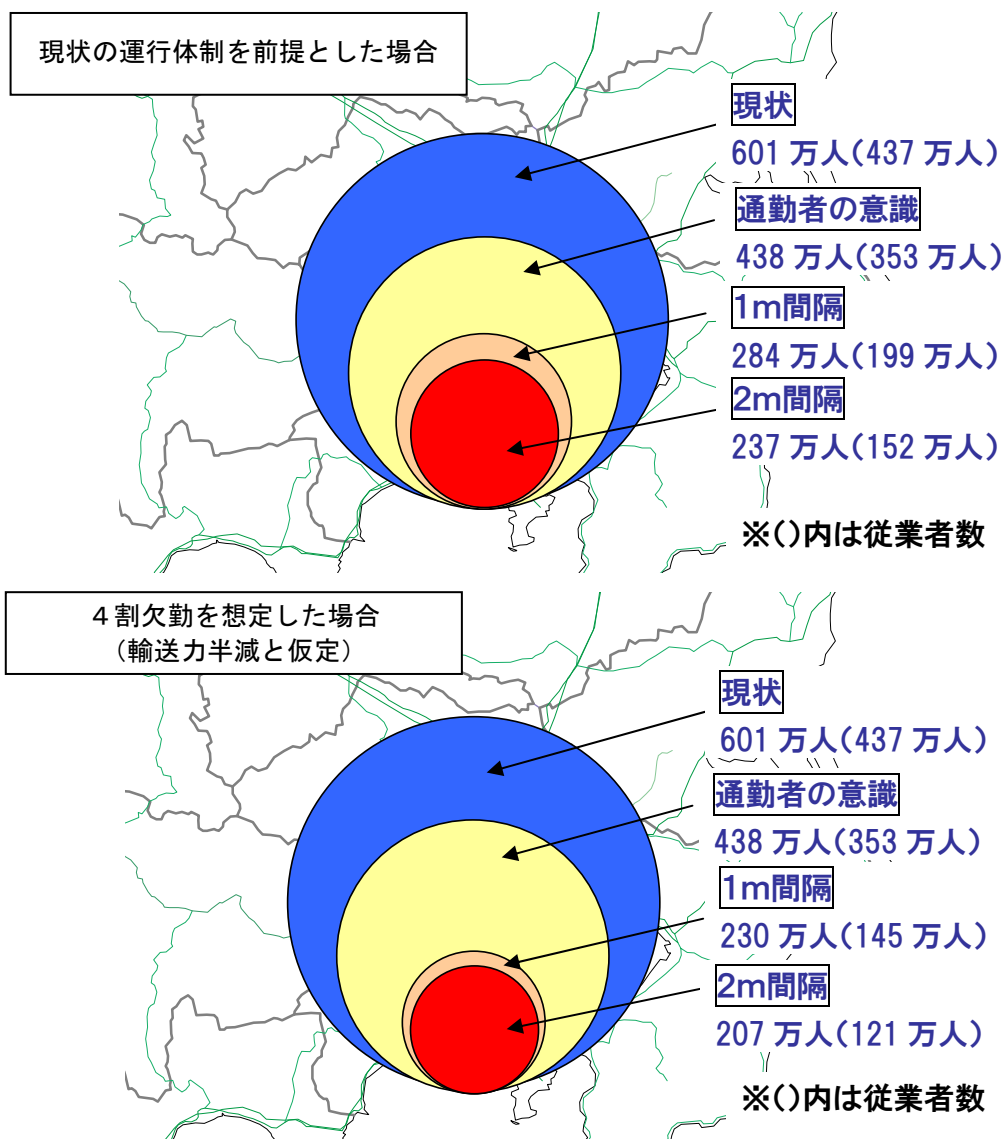 現状の運行体制を前提とした場合
現状
601 万人(437 万人)
通勤者の意識
438 万人(353 万人)
1m間隔
284 万人(199 万人)
2m間隔
237 万人(152 万人)
※()内は従業者数
４割欠勤を想定した場合
（輸送力半減と仮定）
現状
601 万人(437 万人)
通勤者の意識
438 万人(353 万人)
1m間隔
230 万人(145 万人)
2m間隔
207 万人(121 万人)
※()内は従業者数